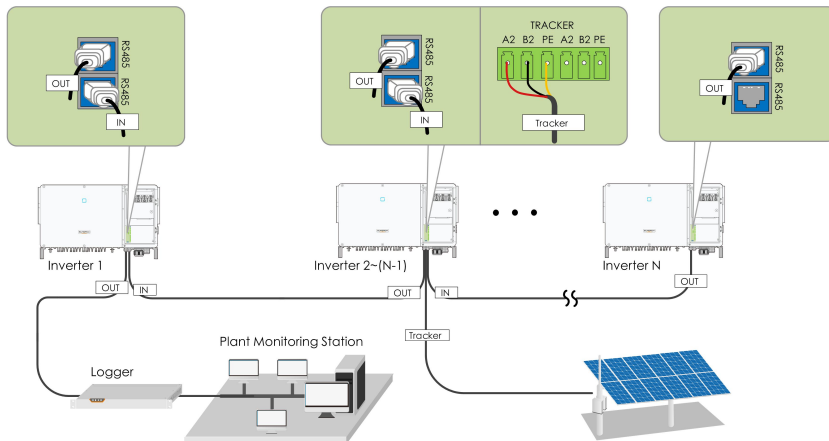 RS485
OUT
RS485
IN
RS485
OUT
RS485
IN
TRACKER
A2 B2 PE A2 B2 PE
Tracker
RS485
OUT
RS485
Inverter 1
Inverter 2~(N-1)
Inverter N
OUT
IN
OUT
IN
OUT
Tracker
Plant Monitoring Station
Logger